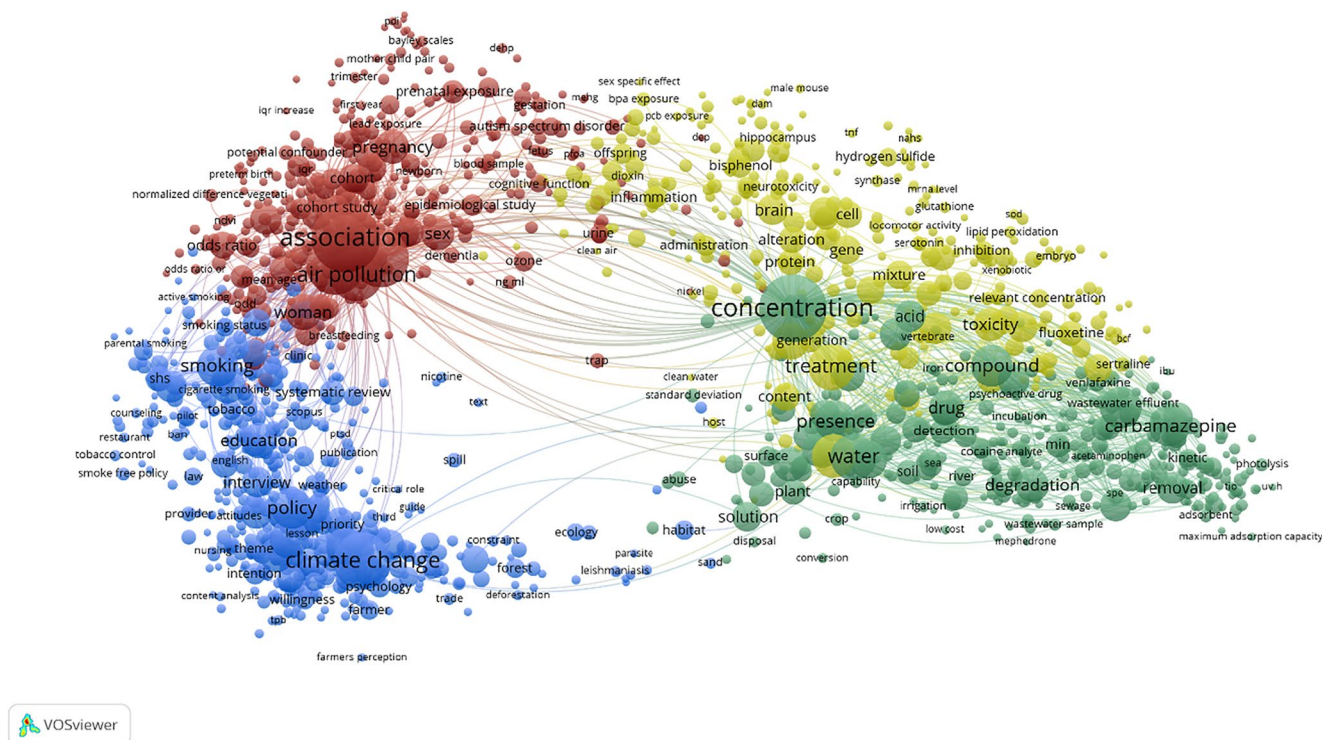 pdi
bayley scales
dehp
mother child pair
trimester
sex specific effect
male mouse
prenatal exposure
mehg
bpa exposure
iqr increase
first year
gestation
dam
pcb exposure
lead exposure
autism spectrum disorder
tnf
nahs
dep
hippocampus
pregnancy
potential confounder
fetus
pfoa
offspring
hydrogen sulfide
iqr
blood sample
bisphenol
preterm birth
newborn
dioxin
synthase
cohort
cognitive function
neurotoxicity
mrna level
normalized difference vegetati
inflammation
cohort study
epidemiological study
brain
cell
glutathione
ndvi
sod
locomotor activity
association
sex
urine
lipid peroxidation
odds ratio
administration
alteration
serotonin
clean air
gene
inhibition
dementia
ozone
protein
embryo
odds ratio or
air pollution
mixture
xenobiotic
mean age
ng ml
nickel
active smoking
odd
relevant concentration
concentration
woman
acid
smoking status
toxicity
breastfeeding
fluoxetine
parental smoking
generation
vertebrate
bcf
clinic
trap
smoking
treatment
iron
compound
sertraline
ibu
shs
nicotine
clean water
venlafaxine
cigarette smoking
systematic review
standard deviation
content
psychoactive drug
wastewater effluent
text
counseling
pilot
tobacco
scopus
drug
incubation
host
presence
carbamazepine
restaurant
ban
ptsd
detection
education
min
tobacco control
publication
english
spill
surface
water
cocaine analyte
acetaminophen
kinetic
photolysis
smoke free policy
law
sea
soil
capability
river
interview
weather
abuse
degradation
tio
uv h
critical role
plant
spe
removal
guide
irrigation
sewage
policy
provider
attitudes
third
solution
crop
adsorbent
priority
low cost
wastewater sample
lesson
ecology
habitat
maximum adsorption capacity
nursing
theme
constraint
disposal
mephedrone
parasite
climate change
sand
conversion
intention
forest
leishmaniasis
psychology
content analysis
willingness
trade
deforestation
farmer
tpb
farmers perception
VOSviewer